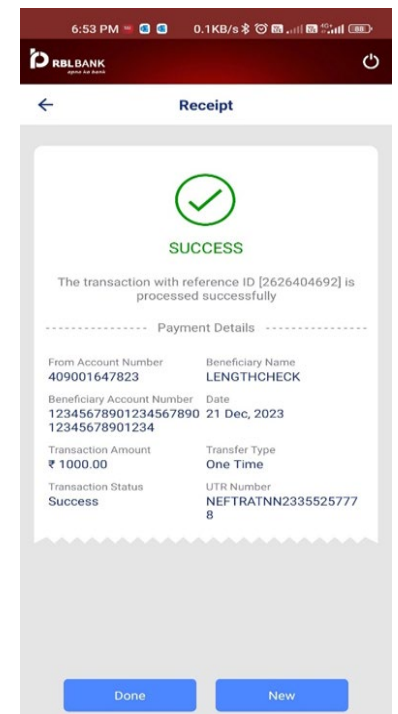 6:53 PM 0.1KB/s
RBLBANK
apno ka bank
Receipt
SUCCESS
The transaction with reference ID [2626404692] is
processed successfully
Payment Details
From Account Number Beneficiary Name
409001647823 LENGTHCHECK
Beneficiary Account Number Date
12345678901234567890 21 Dec, 2023
12345678901234
Transaction Amount Transfer Type
₹ 1000.00 One Time
Transaction Status UTR Number
Success NEFTRATNN2335525777
8
Done New